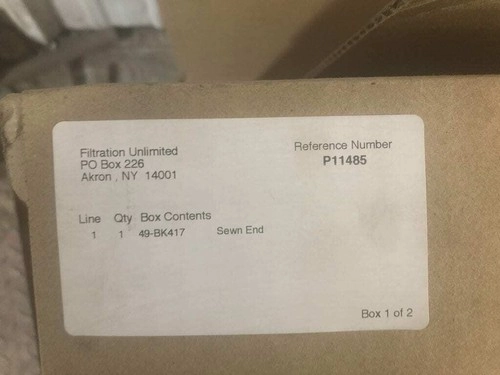 Filtration Unlimited
PO Box 226
Akron , NY 14001
Reference Number
P11485
Line Qty Box Contents
1 1 49-BK417 Sewn End
Box 1 of 2